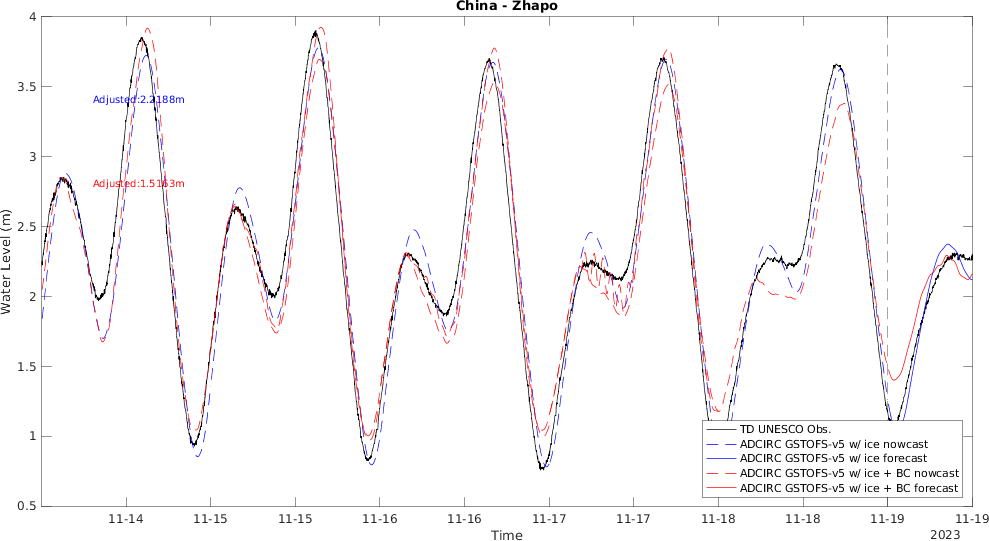 China - Zhapo
4
3.5
3
2.5
2
1.5
1
0.5
Water Level (m)
Adjusted:2.2188m
Adjusted:1.5163m
TD UNESCO Obs.
ADCIRC GSTOFS-v5 w/ ice nowcast
ADCIRC GSTOFS-v5 w/ ice forecast
ADCIRC GSTOFS-v5 w/ ice + BC nowcast
ADCIRC GSTOFS-v5 w/ ice + BC forecast
11-14 11-15 11-15 11-16 11-16 11-17 11-17 11-18 11-18 11-19 11-19
Time
2023